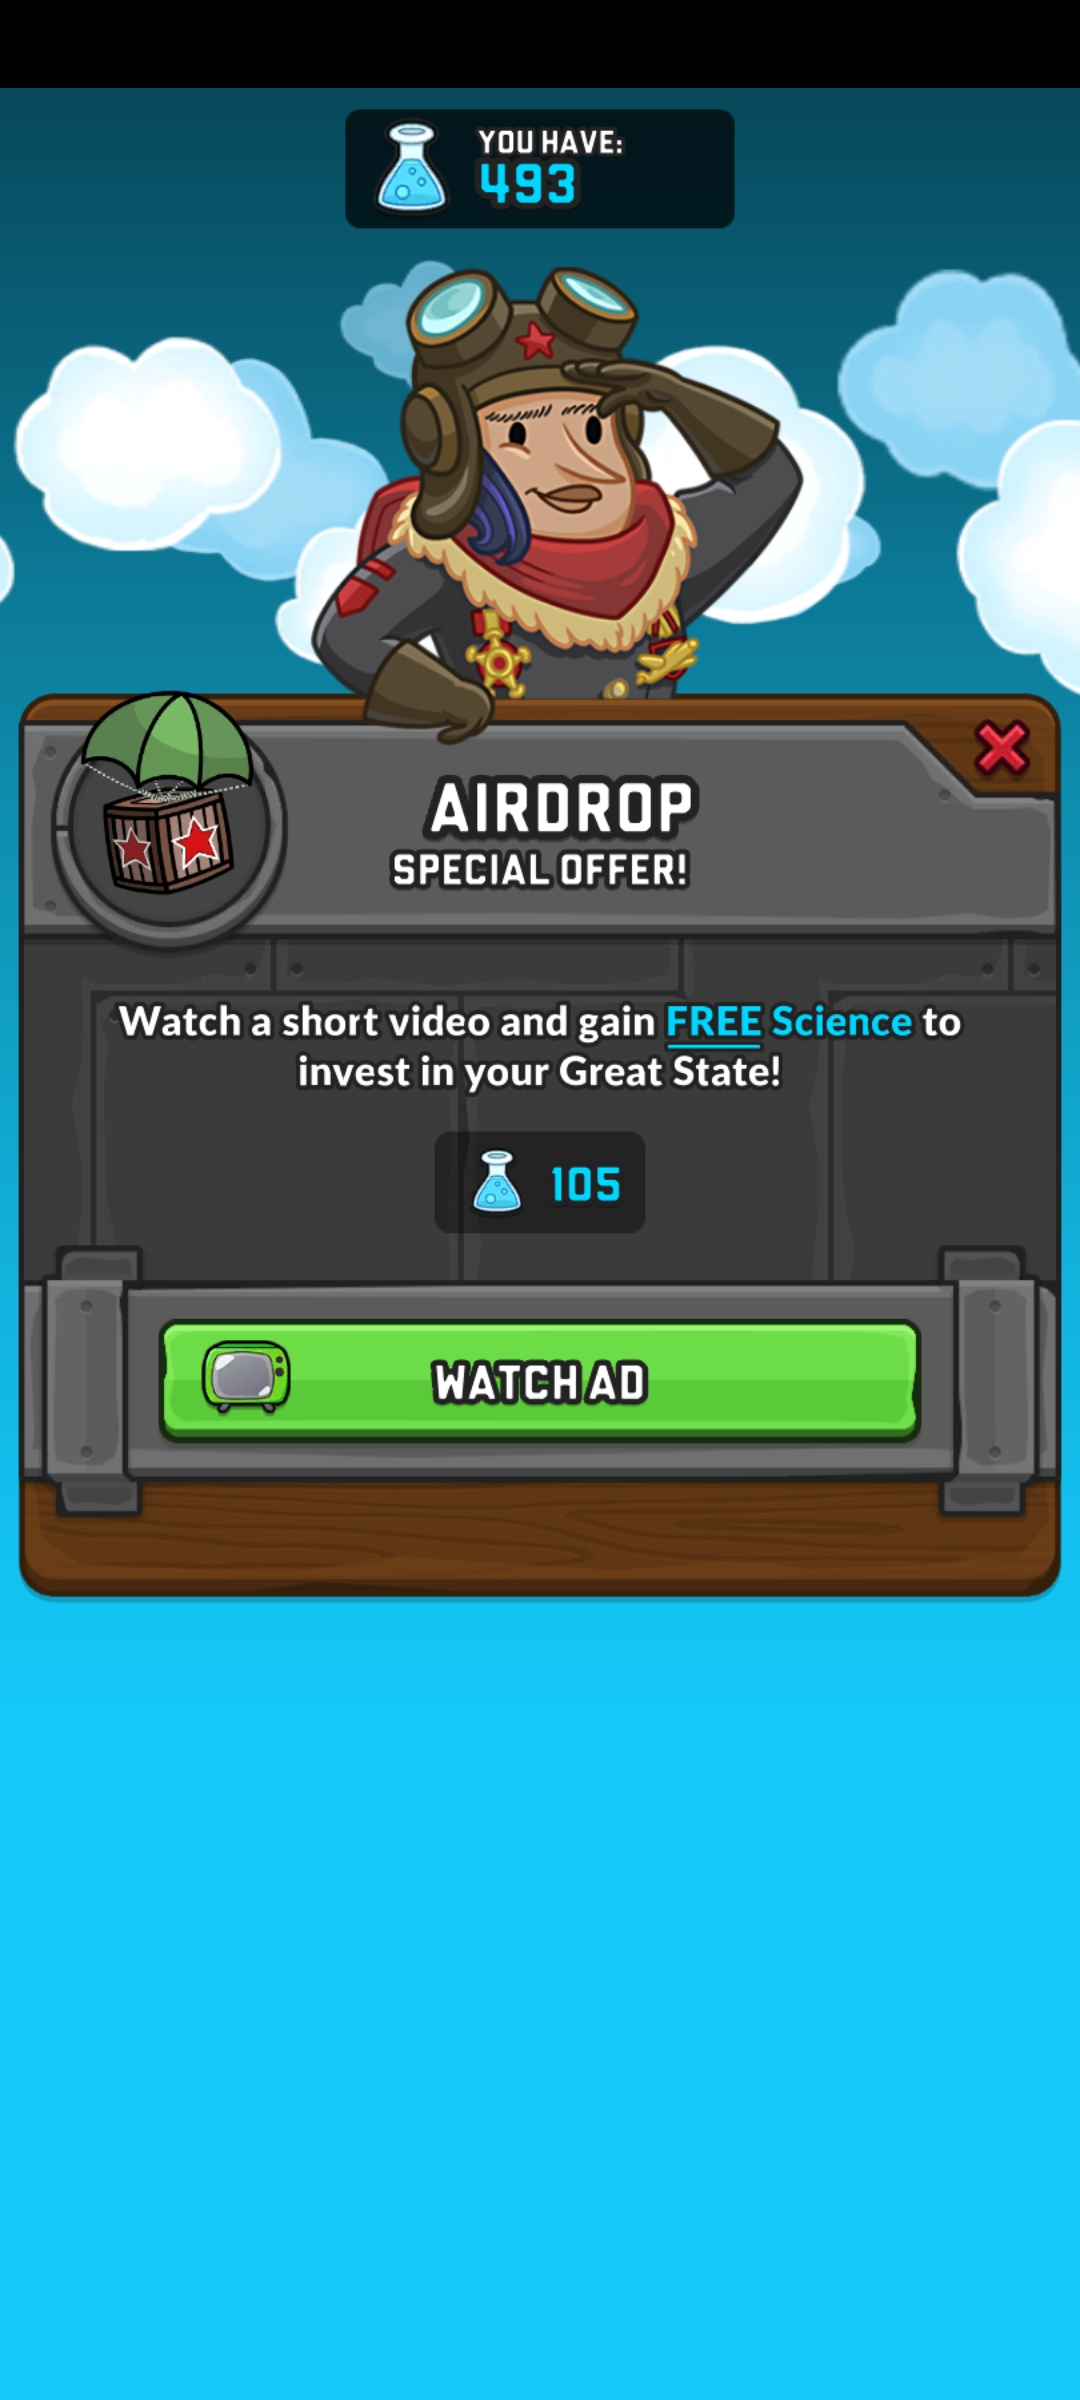 YOU HAVE:
493
AIRDROP
SPECIAL OFFER!
Watch a short video and gain FREE Science to
invest in your Great State!
105
WATCH AD